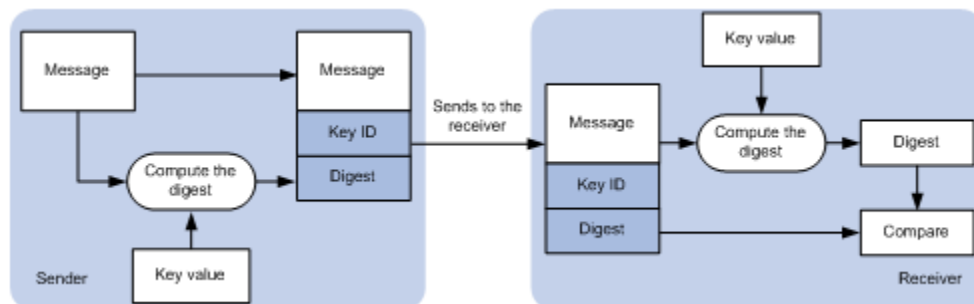 Message
Message
Key ID
Digest
Compute the
digest
Key value
Sender
Sends to the
receiver
Key value
Message
Key ID
Digest
Compute the
digest
Digest
Compare
Receiver